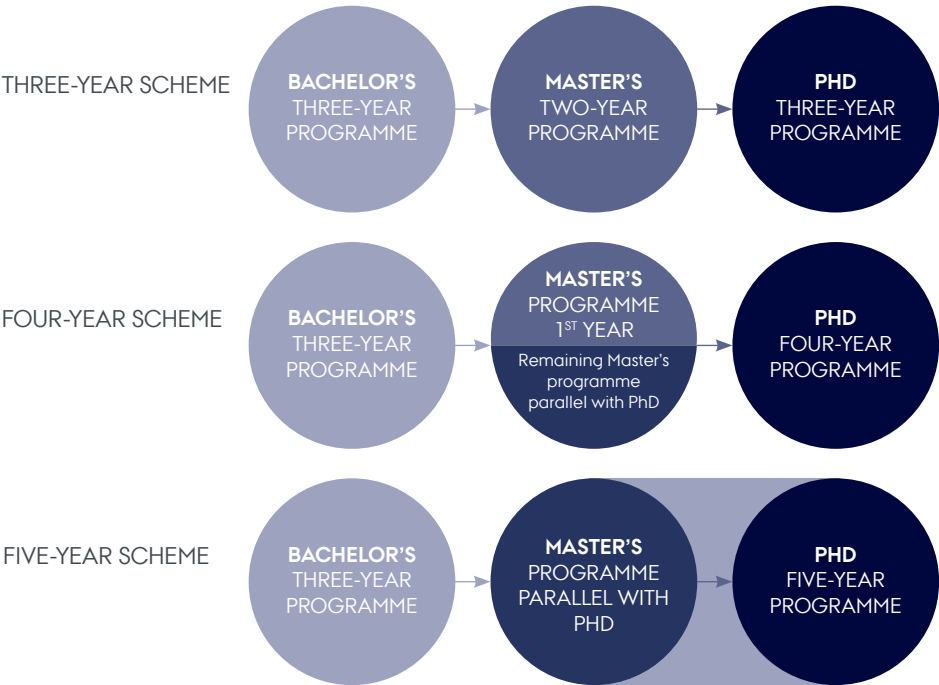 THREE-YEAR SCHEME
BACHELOR'S
THREE-YEAR
PROGRAMME
MASTER'S
TWO-YEAR
PROGRAMME
PHD
THREE-YEAR
PROGRAMME
FOUR-YEAR SCHEME
BACHELOR'S
THREE-YEAR
PROGRAMME
MASTER'S
PROGRAMME
1ST YEAR
Remaining Master's
programme
parallel with PhD
PHD
FOUR-YEAR
PROGRAMME
FIVE-YEAR SCHEME
BACHELOR'S
THREE-YEAR
PROGRAMME
MASTER'S
PROGRAMME
PARALLEL WITH
PHD
PHD
FIVE-YEAR
PROGRAMME